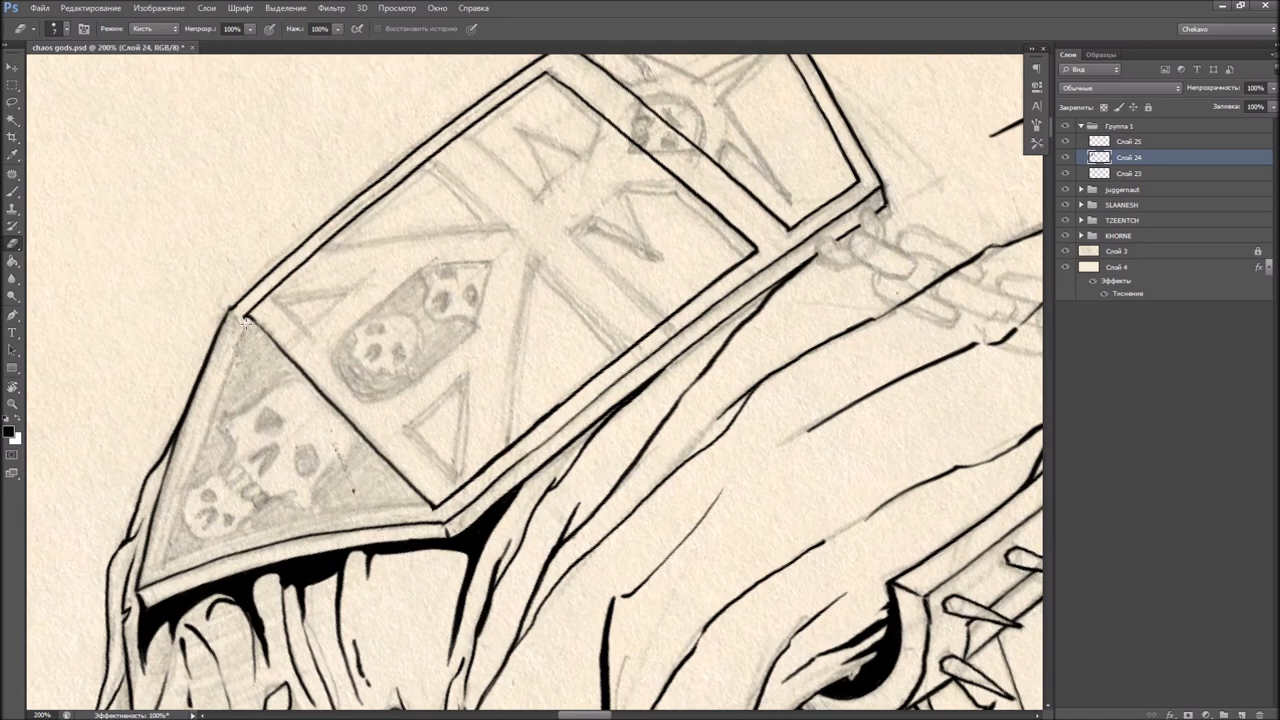 Ps Файл Редактирование Изображение Слои Шрифт Выделение Фильтр 3D Просмотр Окно Справка
7 Режим: Кисть Непрозр.: 100% Наж.: 100% Восстановить историю Chekavo
chaos gods.psd @ 200% (Слой 24, RGB/8) * ×
Слои Образцы
Вид
Обычные Непрозрачность: 100%
Закрепить: Заливка: 100%
Группа 1
Слой 25
Слой 24
Слой 23
juggernaut
SLAANESH
TZEENTCH
KHORNE
Слой 3
Слой 4 fx
Эффекты
Тиснение
200% Эффективность: 100%*